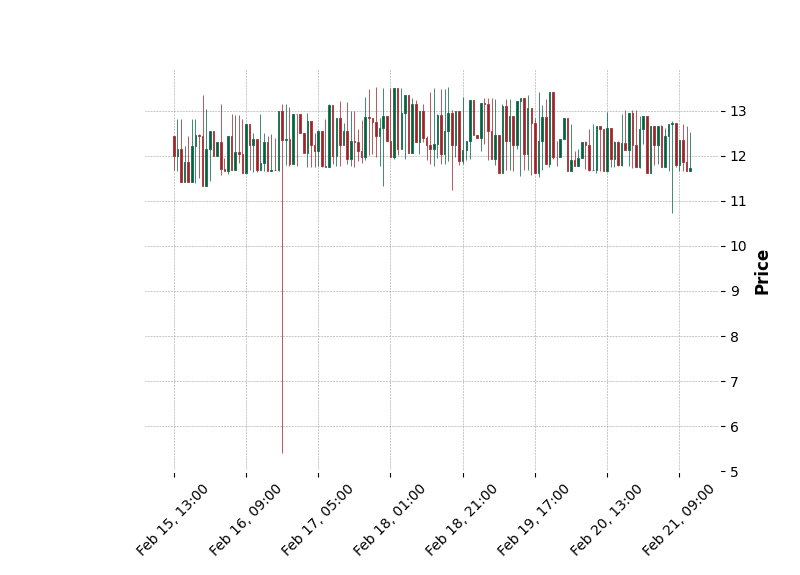 13
12
11
10
9
8
7
6
5
Price
Feb 15, 13:00
Feb 16, 09:00
Feb 17, 05:00
Feb 18, 01:00
Feb 18, 21:00
Feb 19, 17:00
Feb 20, 13:00
Feb 21, 09:00